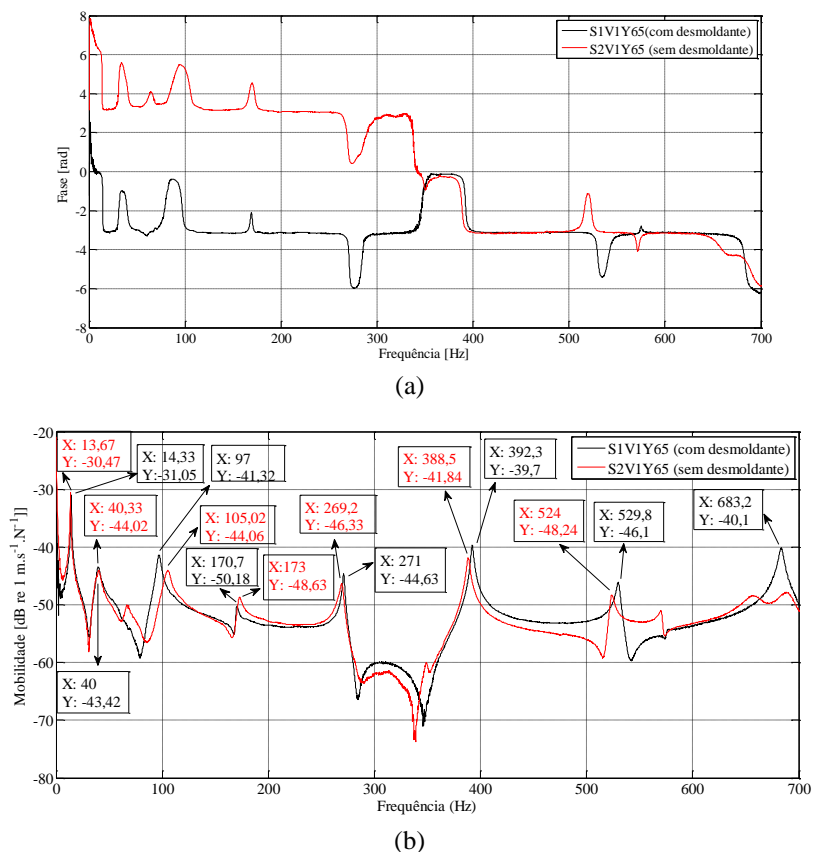 8
6
4
2
0
-2
-4
-6
-8
Fase [rad]
S1V1Y65(com desmoldante)
S2V1Y65 (sem desmoldante)
0
100
200
300
400
500
600
700
Frequência [Hz]
(a)
-20
-30
-40
-50
-60
-70
-80
Mobilidade [dB re 1 m.s-1.N-1]]
S1V1Y65 (com desmoldante)
S2V1Y65 (sem desmoldante)
X: 13,67
Y: -30,47
X: 14,33
Y:-31,05
X: 97
Y: -41,32
X: 40,33
Y: -44,02
X: 105,02
Y: -44,06
X: 170,7
Y: -50,18
X: 173
Y: -48,63
X: 269,2
Y: -46,33
X: 271
Y: -44,63
X: 388,5
Y: -41,84
X: 392,3
Y: -39,7
X: 524
Y: -48,24
X: 529,8
Y: -46,1
X: 683,2
Y: -40,1
X: 40
Y: -43,42
0
100
200
300
400
500
600
700
Frequência (Hz)
(b)